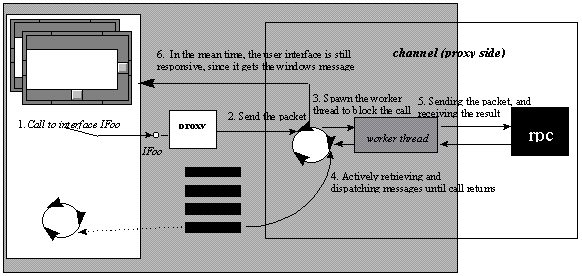 6. In the mean time, the user interface is still
responsive, since it gets the windows message
channel (proxy side)
3. Spawn the worker
thread to block the call
5. Sending the packet, and
receiving the result
1. Call to interface IFoo
proxy
2. Send the packet
IFoo
worker thread
rpc
4. Actively retrieving and
dispatching messages until call returns